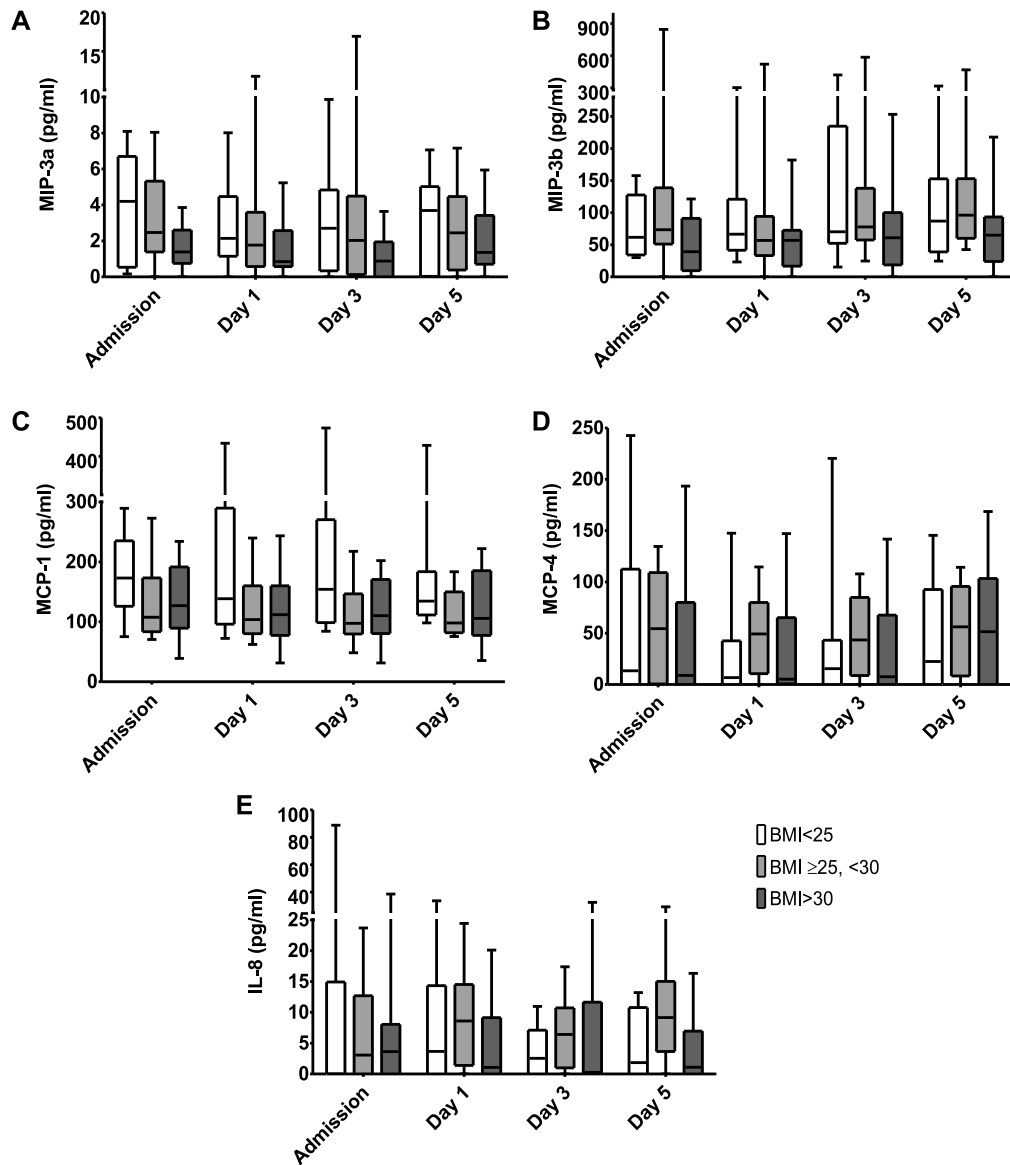 A
MIP-3a (pg/ml)
20
15
10
8
6
4
2
0
Admission
Day 1
Day 3
Day 5
B
MIP-3b (pg/ml)
900
600
300
250
200
150
100
50
0
Admission
Day 1
Day 3
Day 5
C
MCP-1 (pg/ml)
500
400
300
200
100
0
Admission
Day 1
Day 3
Day 5
D
MCP-4 (pg/ml)
250
200
150
100
50
0
Admission
Day 1
Day 3
Day 5
E
IL-8 (pg/ml)
100
80
60
40
25
20
15
10
5
0
Admission
Day 1
Day 3
Day 5
BMI<25
BMI ≥25, <30
BMI>30